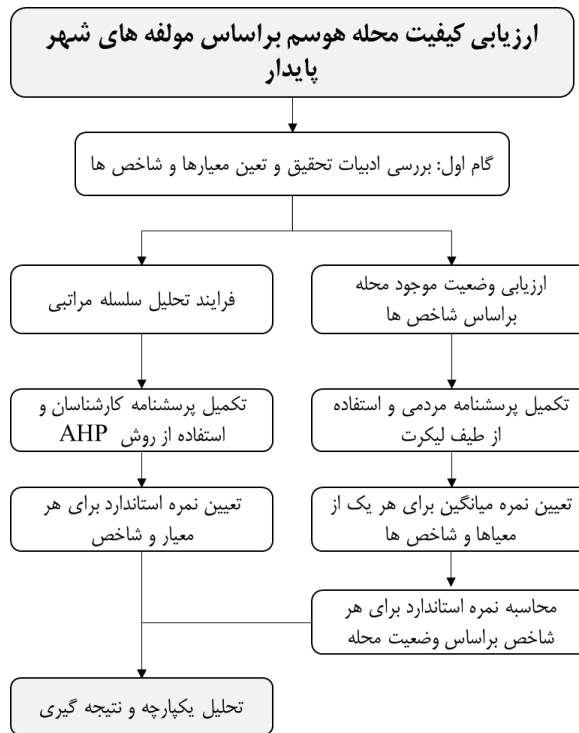 ارزیابی کیفیت محله هوسم براساس مولفه های شهر
پایدار
گام اول: بررسی ادبیات تحقیق و تعین معیارها و شاخص ها
ارزیابی وضعیت موجود محله
براساس شاخص ها
تکمیل پرسشنامه مردمی و استفاده
از طیف لیکرت
تعیین نمره میانگین برای هر یک از
معیاها و شاخص ها
محاسبه نمره استاندارد برای هر
شاخص براساس وضعیت محله
فرایند تحلیل سلسله مراتبی
تکمیل پرسشنامه کارشناسان و
استفاده از روش AHP
تعیین نمره استاندارد برای هر
معیار و شاخص
تحلیل یکپارچه و نتیجه گیری